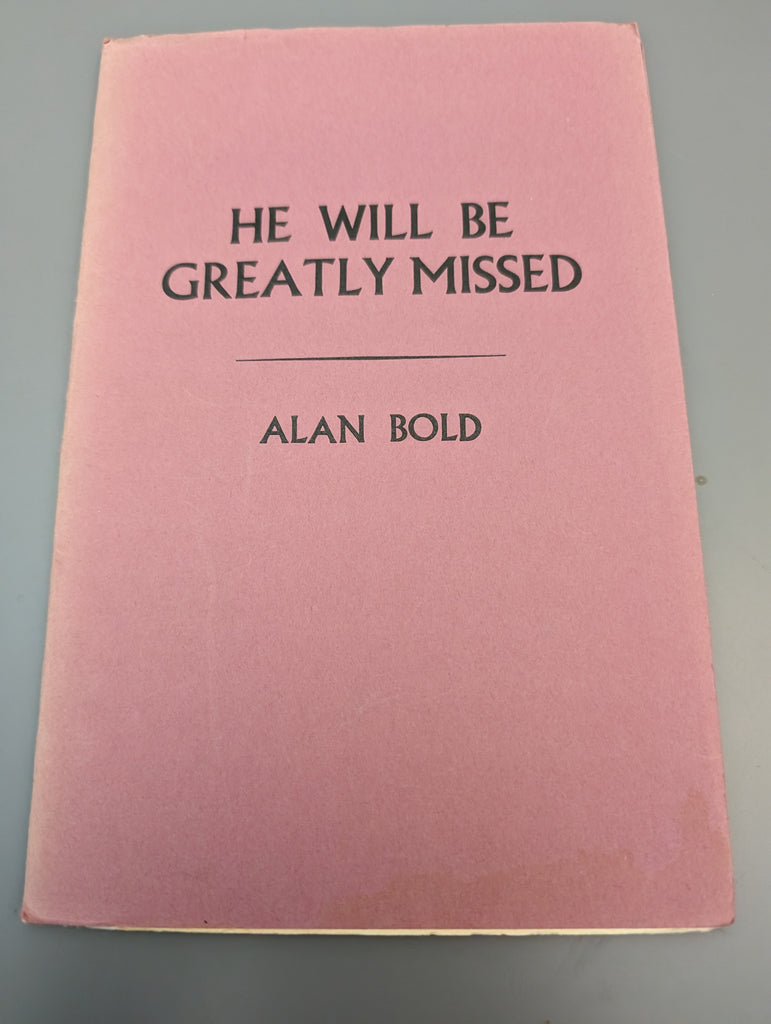 HE WILL BE
GREATLY MISSED
ALAN BOLD